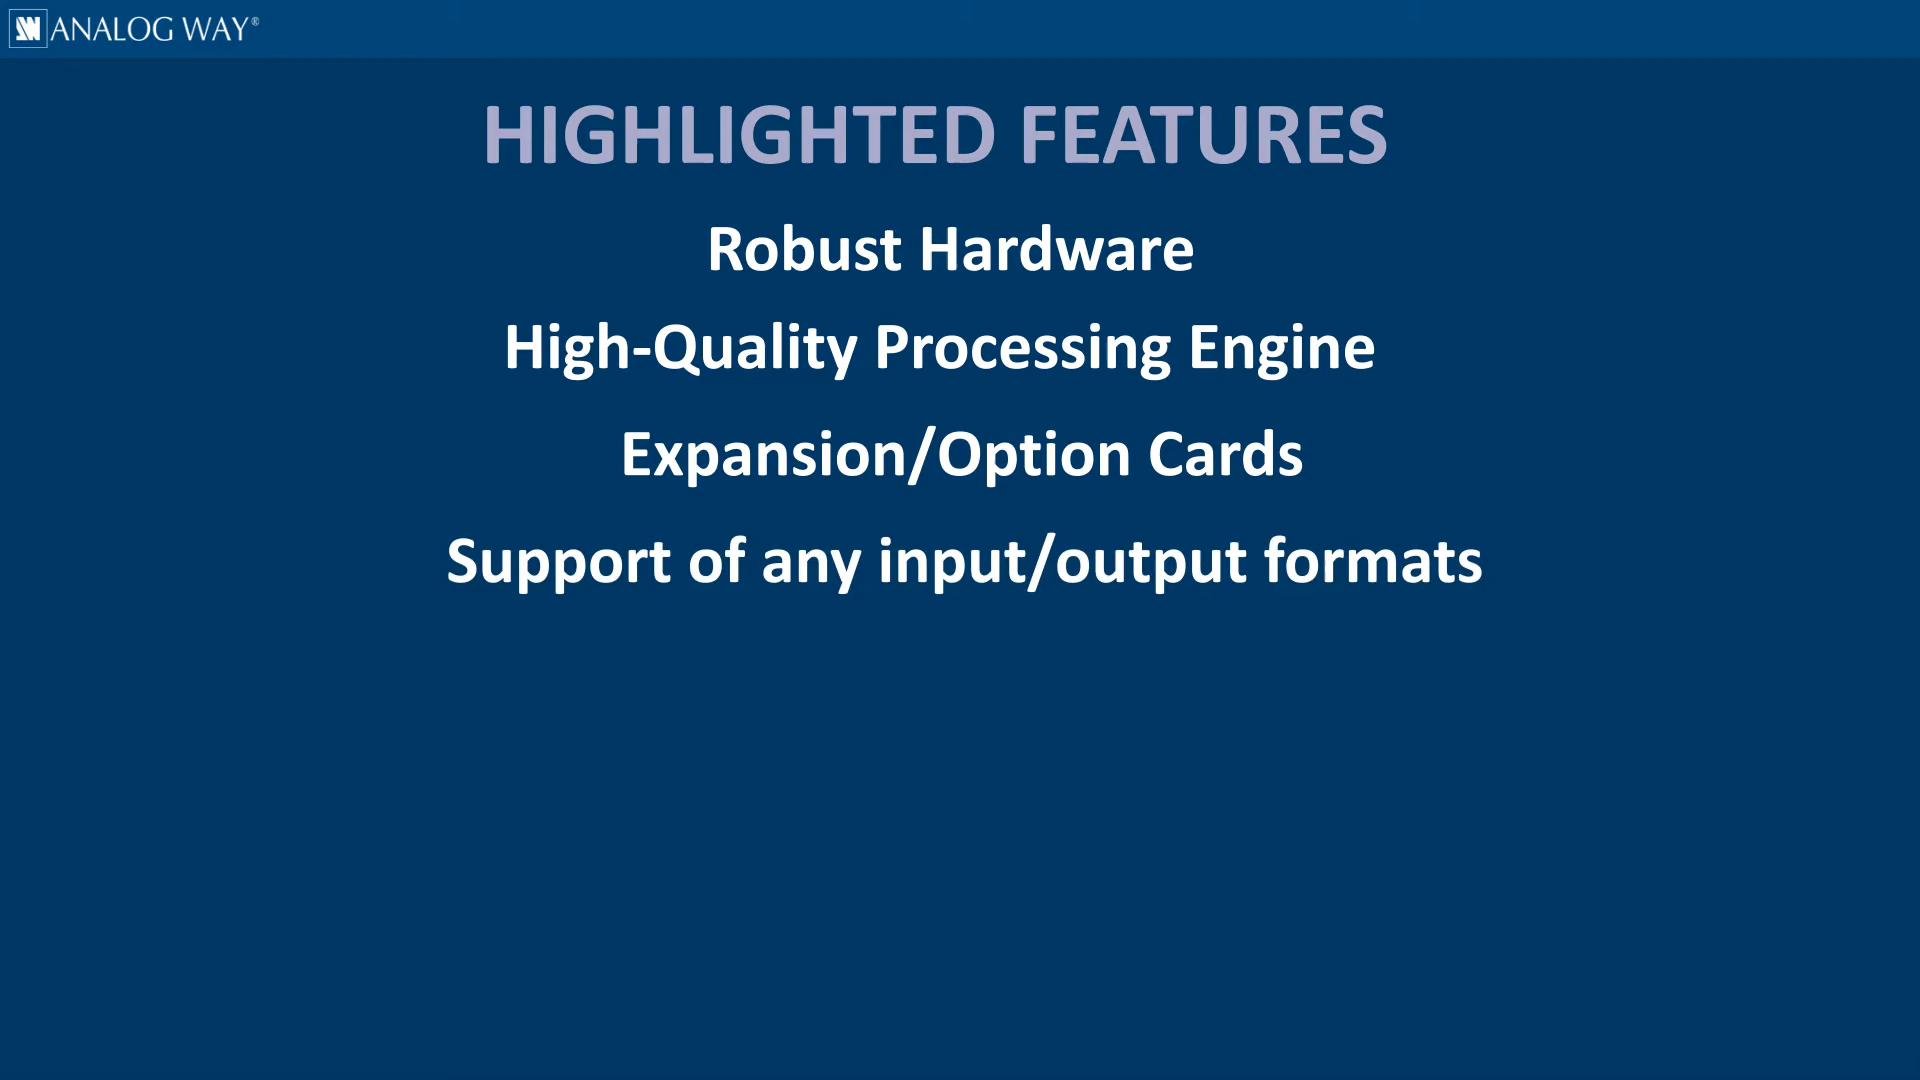 ANALOG WAY®
HIGHLIGHTED FEATURES
Robust Hardware
High-Quality Processing Engine
Expansion/Option Cards
Support of any input/output formats